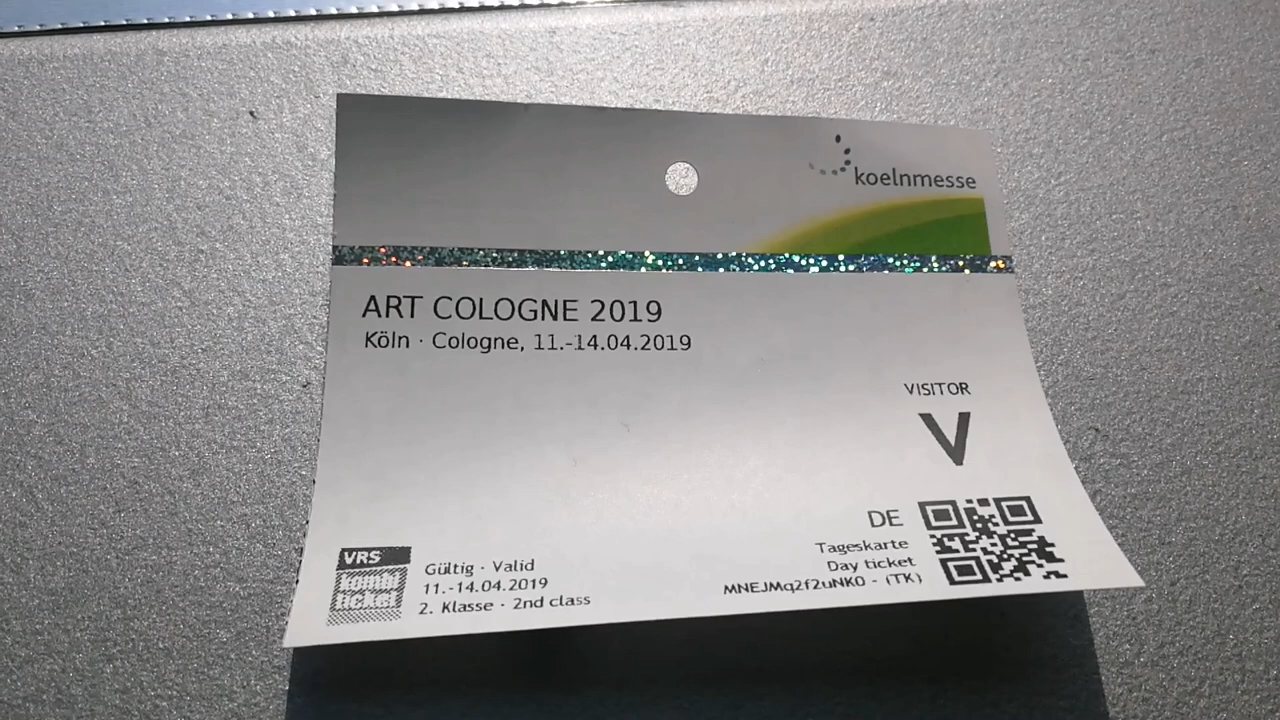 koelnmesse
ART COLOGNE 2019
Köln · Cologne, 11.-14.04.2019
VISITOR
V
DE
Tageskarte
Day ticket
MNEJMq2f2uNKO - (TK)
VRS
kombi
ticket
Gültig · Valid
11.-14.04.2019
2. Klasse · 2nd class